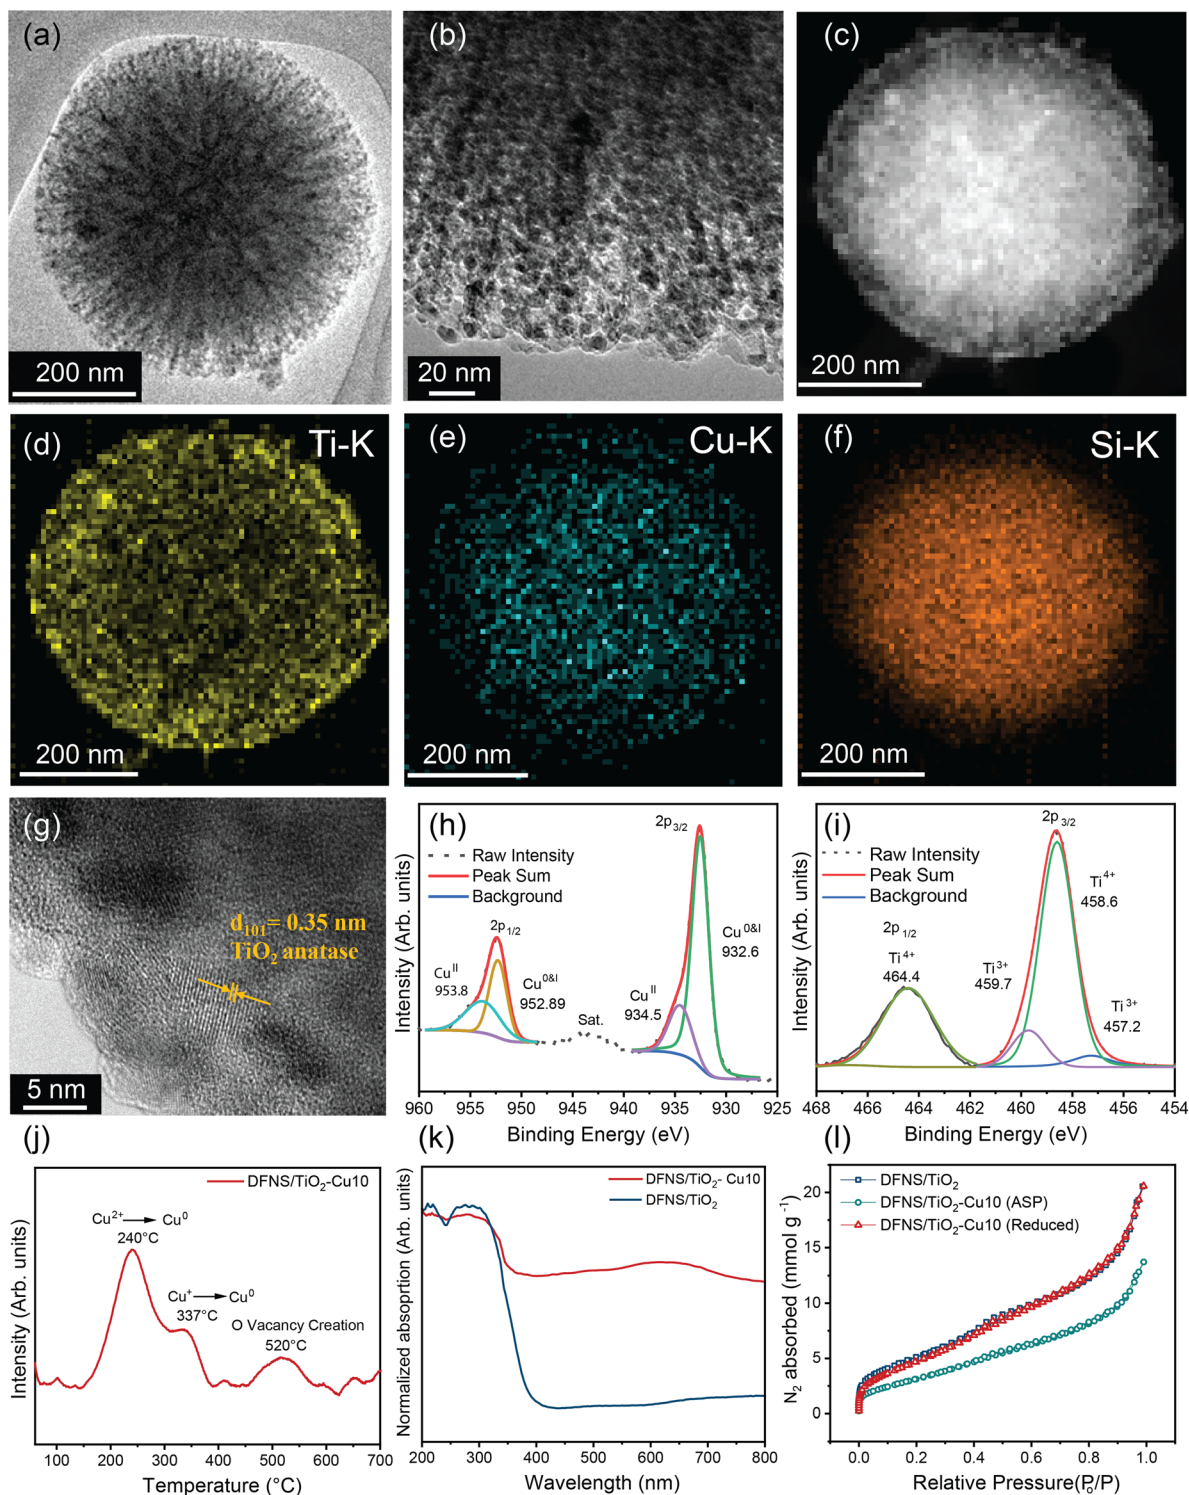 (a)
200 nm
(b)
20 nm
(c)
200 nm
(d)
Ti-K
200 nm
(e)
Cu-K
200 nm
(f)
Si-K
200 nm
(g)
d₁₀₁= 0.35 nm
TiO₂ anatase
5 nm
(h)
Raw Intensity
Peak Sum
Background
2p₃/₂
2p₁/₂
Cuᴵᴵ
953.8
Cu⁰&ᴵ
952.89
Sat.
Cuᴵᴵ
934.5
Cu⁰&ᴵ
932.6
Intensity (Arb. units)
960 955 950 945 940 935 930 925
Binding Energy (eV)
(i)
Raw Intensity
Peak Sum
Background
2p₃/₂
Ti⁴⁺
458.6
2p₁/₂
Ti⁴⁺
464.4
Ti³⁺
459.7
Ti³⁺
457.2
Intensity (Arb. units)
468 466 464 462 460 458 456 454
Binding Energy (eV)
(j)
DFNS/TiO₂-Cu10
Cu²⁺ → Cu⁰
240°C
Cu⁺ → Cu⁰
337°C
O Vacancy Creation
520°C
Intensity (Arb. units)
100 200 300 400 500 600 700
Temperature (°C)
(k)
DFNS/TiO₂- Cu10
DFNS/TiO₂
Normalized absoprtion (Arb. units)
200 300 400 500 600 700 800
Wavelength (nm)
(l)
DFNS/TiO₂
DFNS/TiO₂-Cu10 (ASP)
DFNS/TiO₂-Cu10 (Reduced)
N₂ absorbed (mmol g⁻¹)
20
15
10
5
0
0.0 0.2 0.4 0.6 0.8 1.0
Relative Pressure(P₀/P)